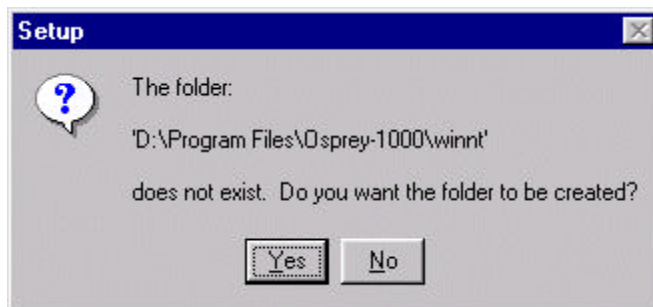 Setup
The folder:
'D:\Program Files\Osprey-1000\winnt'
does not exist.  Do you want the folder to be created?
Yes
No